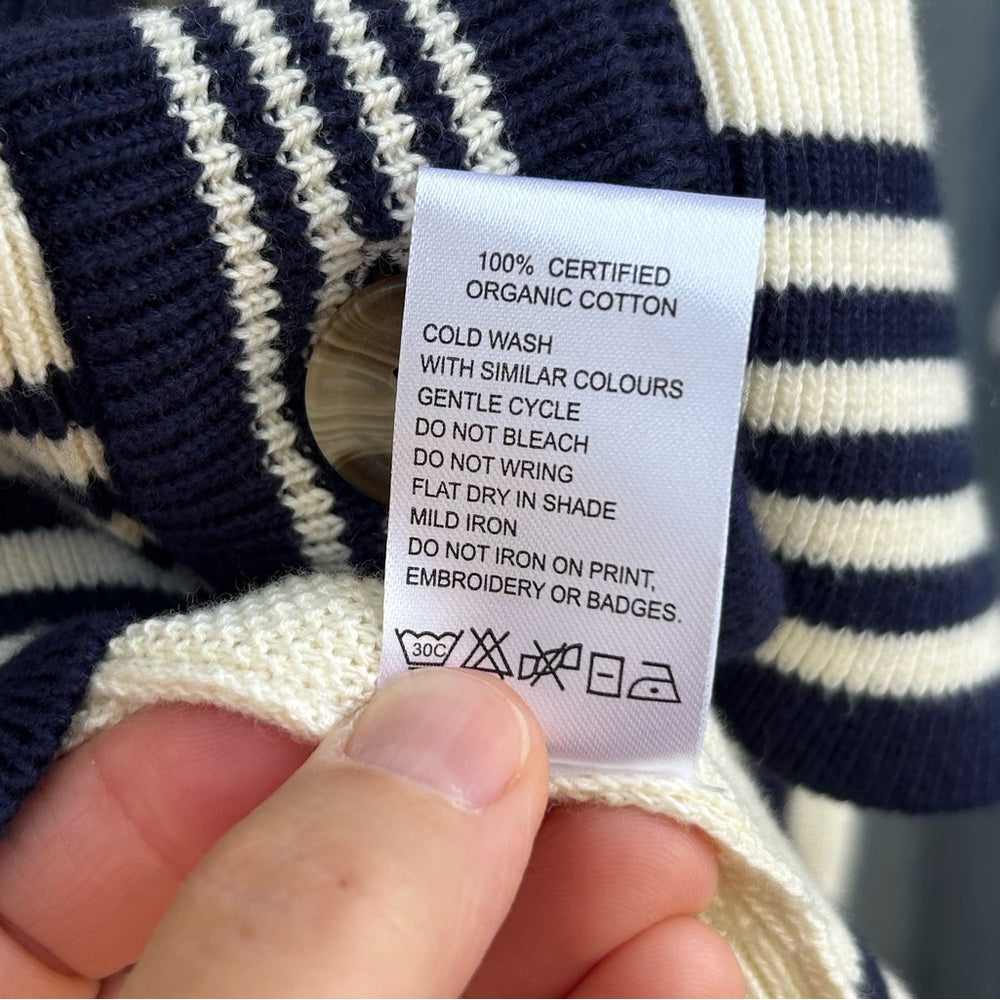 100% CERTIFIED
ORGANIC COTTON
COLD WASH
WITH SIMILAR COLOURS
GENTLE CYCLE
DO NOT BLEACH
DO NOT WRING
FLAT DRY IN SHADE
MILD IRON
DO NOT IRON ON PRINT,
EMBROIDERY OR BADGES.
30C